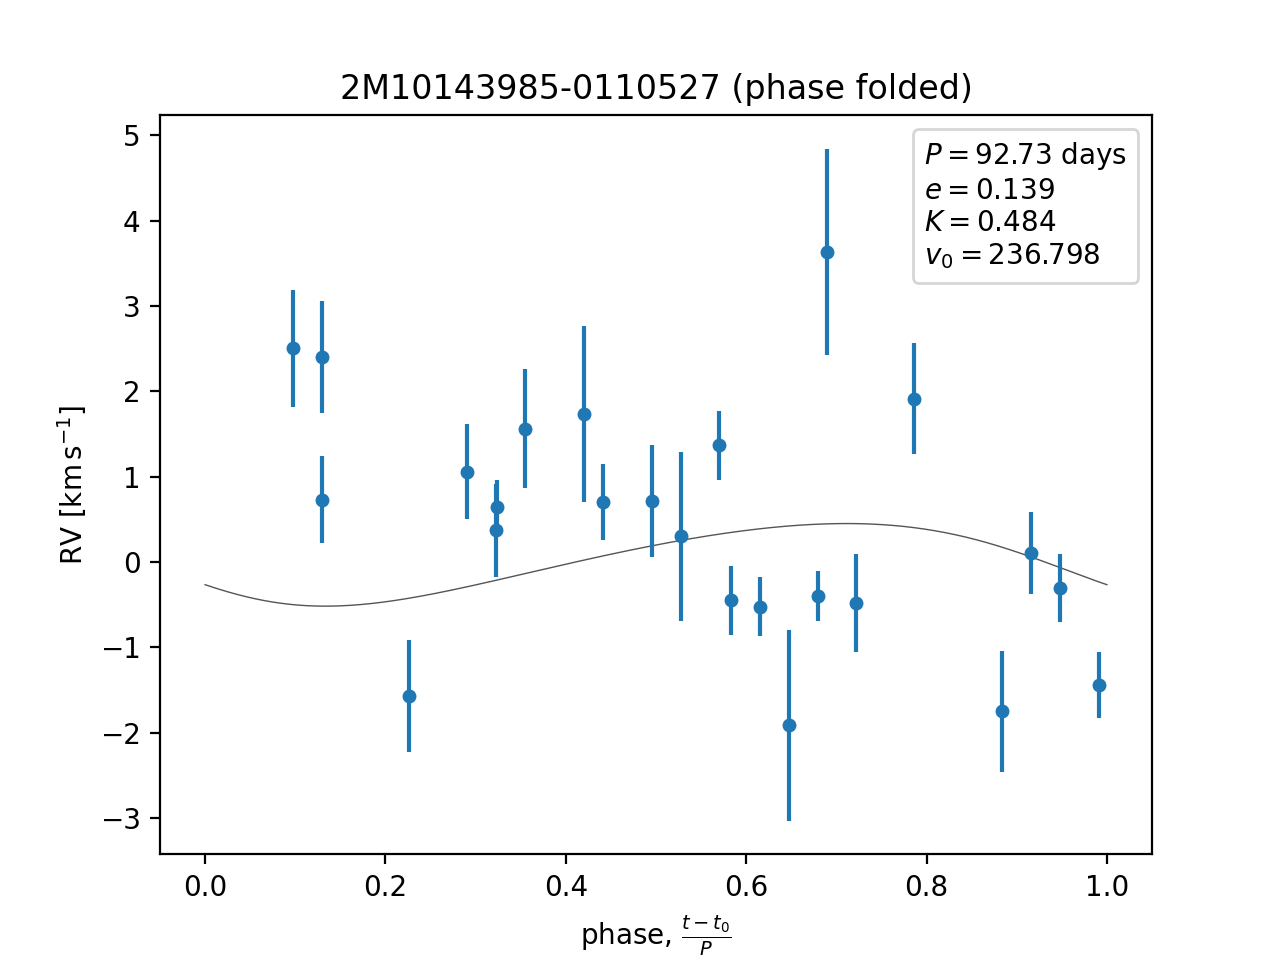 2M10143985-0110527 (phase folded)
P = 92.73 days
e = 0.139
K = 0.484
v₀ = 236.798
RV [km s⁻¹]
5
4
3
2
1
0
−1
−2
−3
0.0 0.2 0.4 0.6 0.8 1.0
phase, (t − t₀)/P